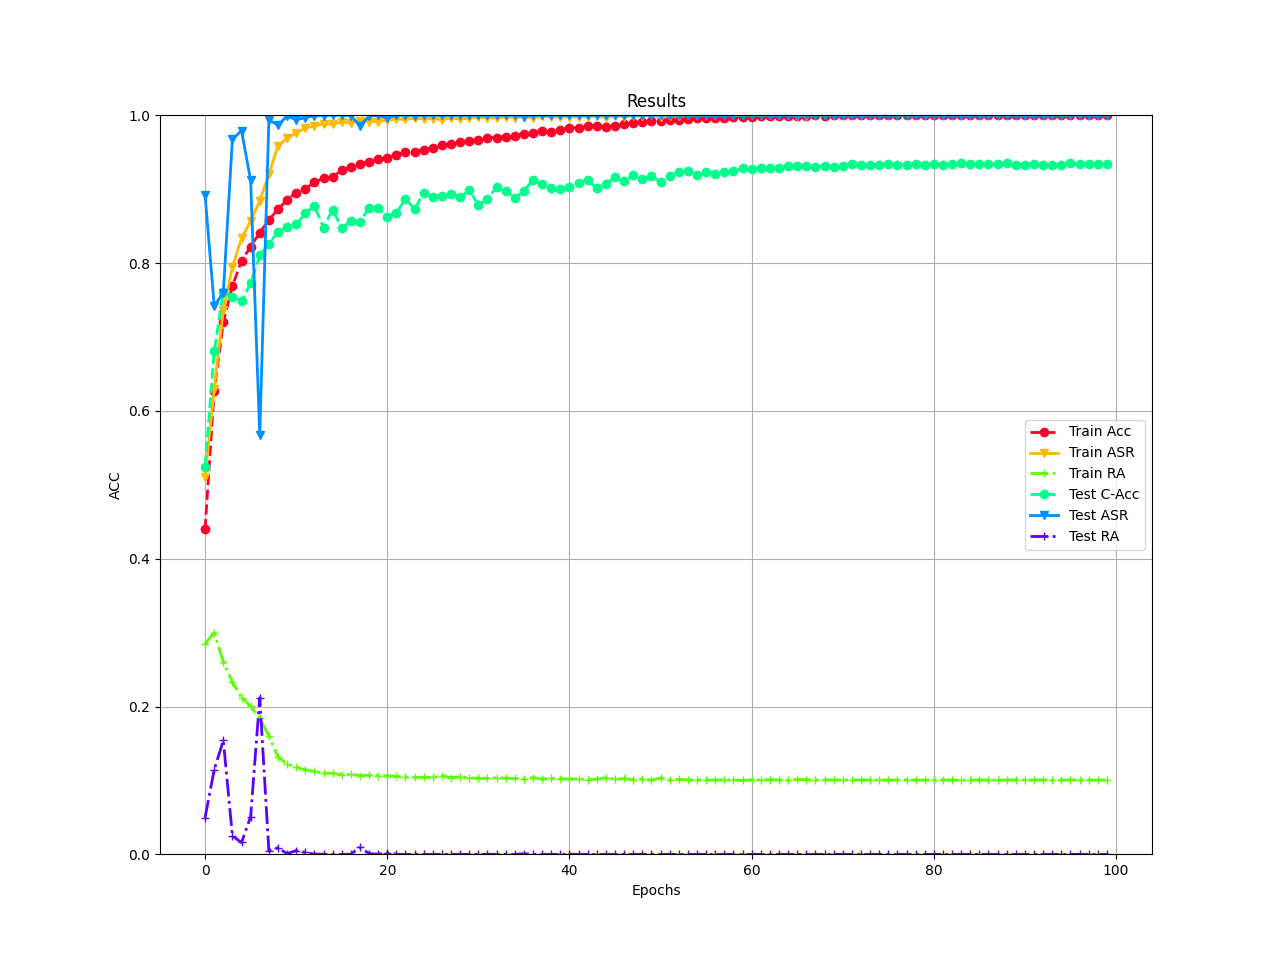 Results
1.0
0.8
0.6
0.4
0.2
0.0
ACC
Train Acc
Train ASR
Train RA
Test C-Acc
Test ASR
Test RA
0 20 40 60 80 100
Epochs